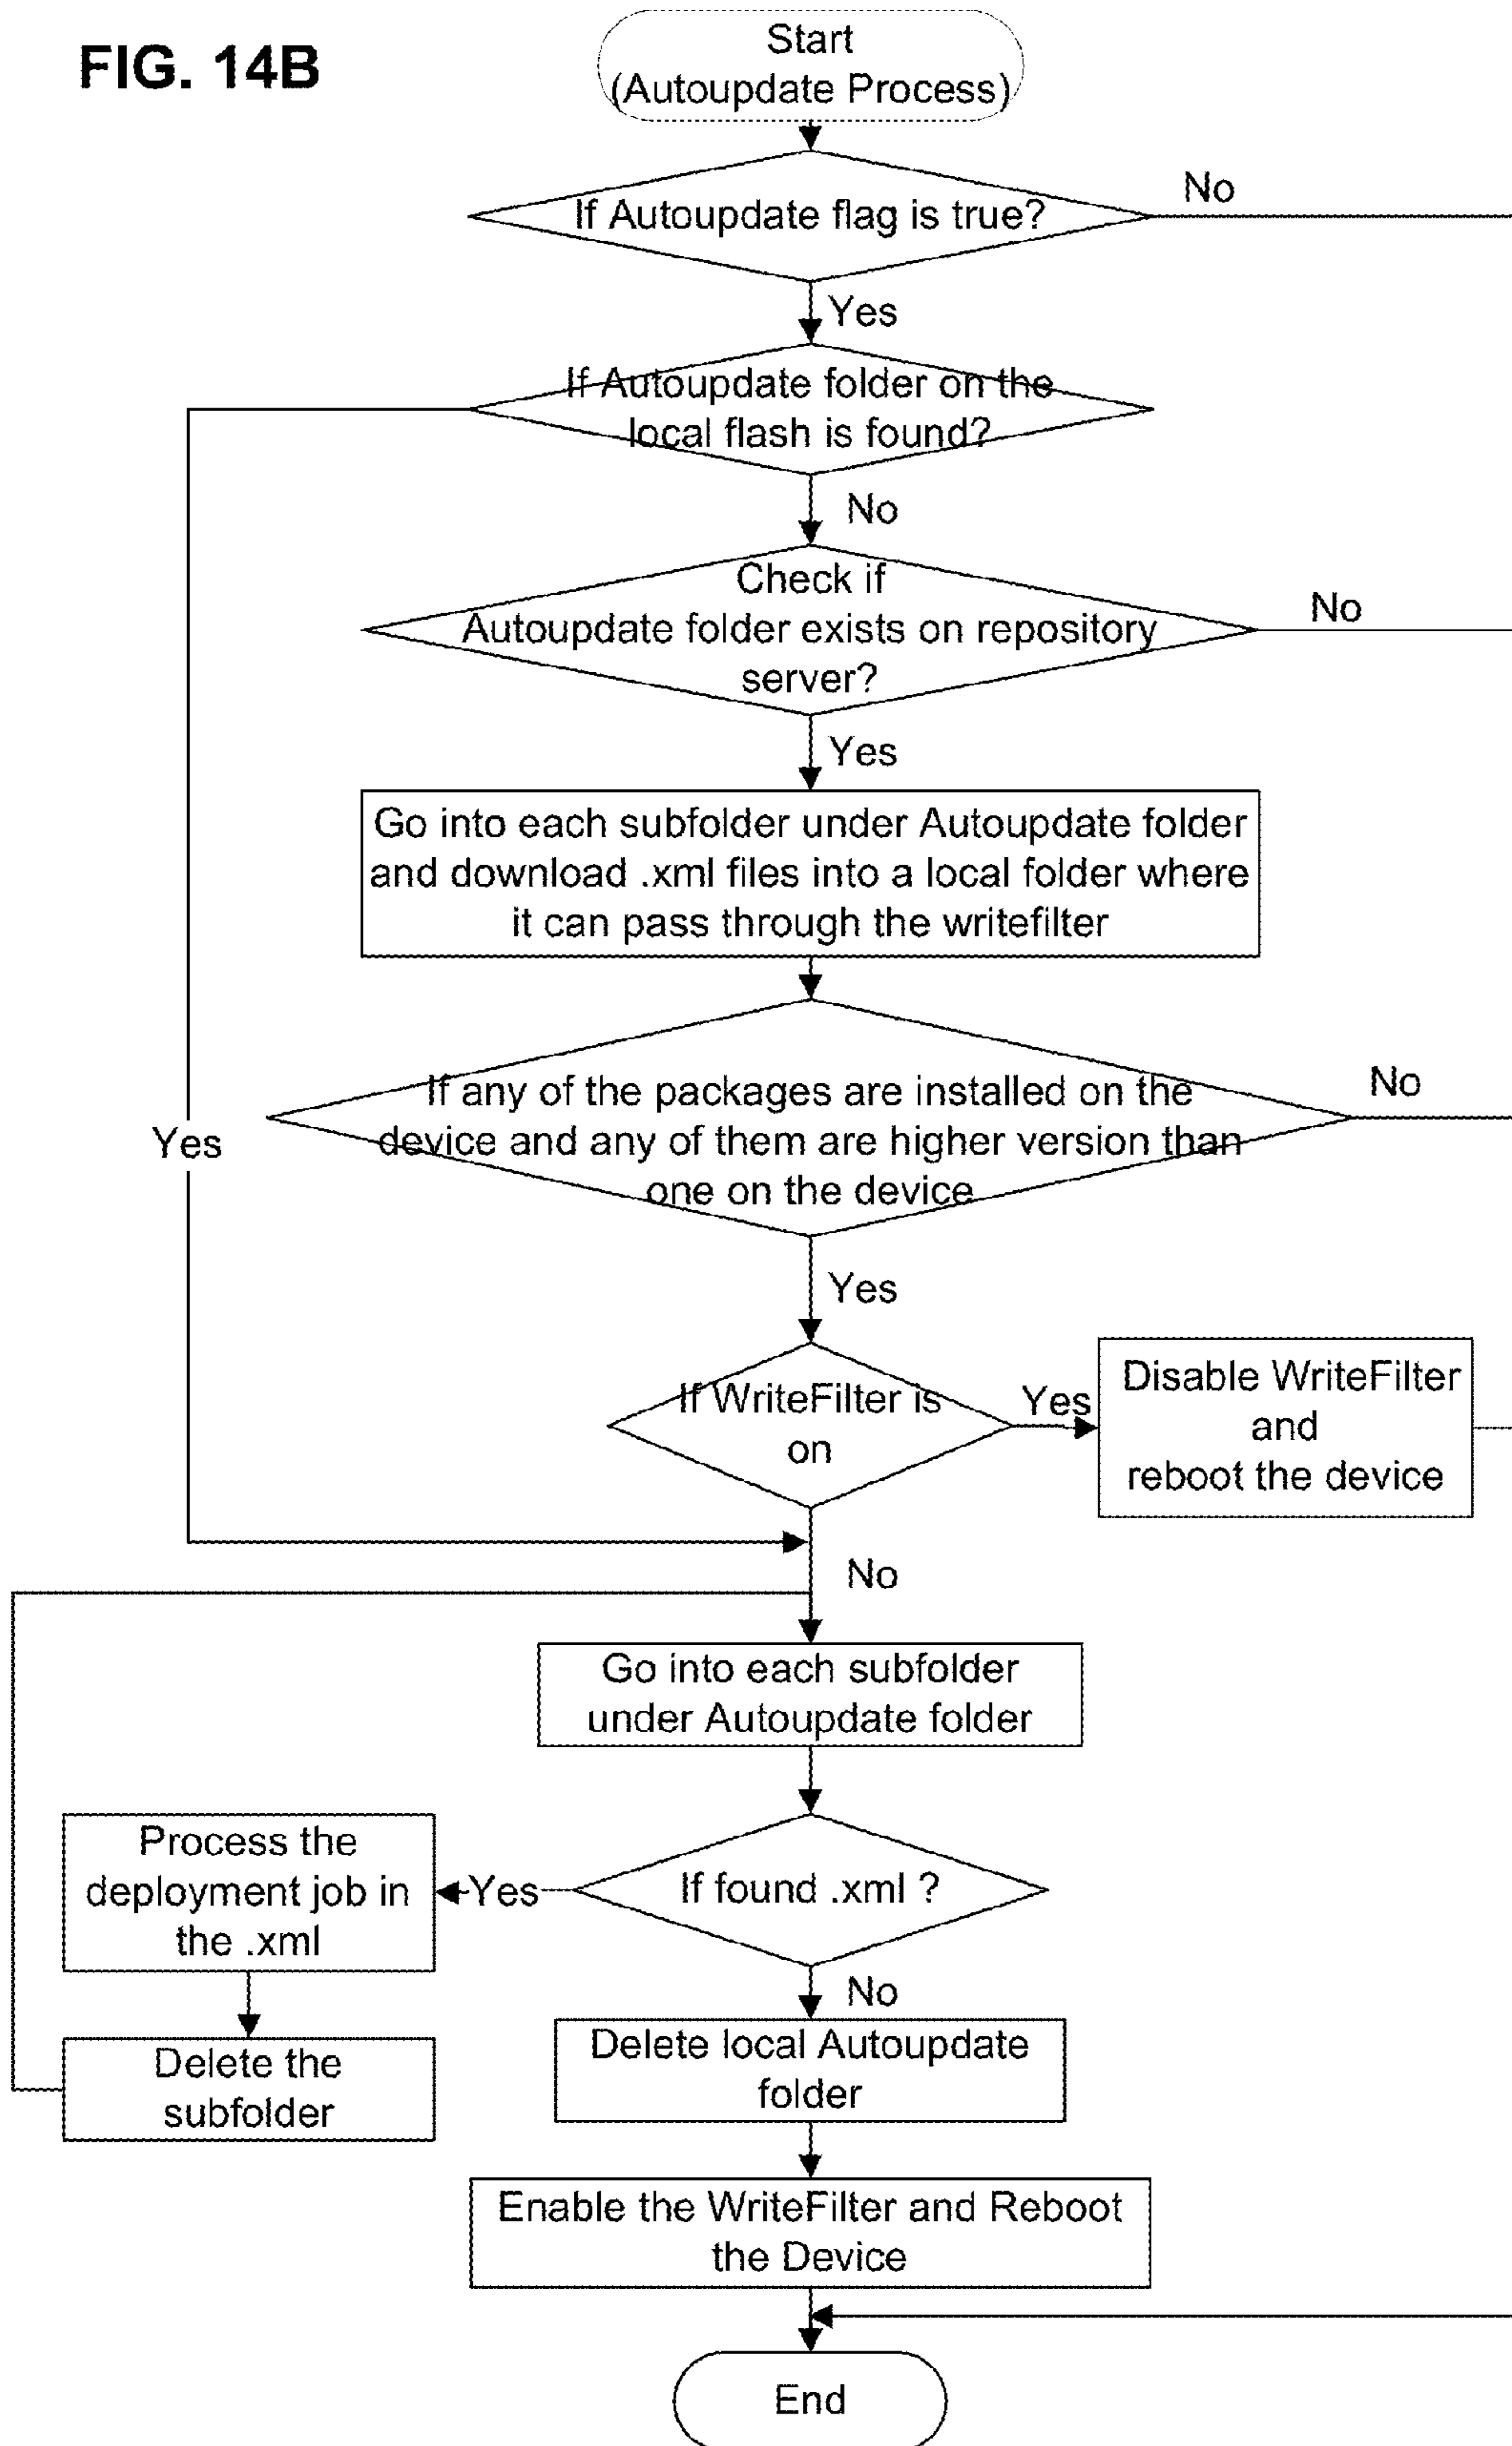 FIG. 14B
Start
(Autoupdate Process)
If Autoupdate flag is true?
No
Yes
If Autoupdate folder on the
local flash is found?
No
Check if
Autoupdate folder exists on repository
server?
No
Yes
Go into each subfolder under Autoupdate folder
and download .xml files into a local folder where
it can pass through the writefilter
If any of the packages are installed on the
device and any of them are higher version than
one on the device
No
Yes
Yes
If WriteFilter is
on
Yes
Disable WriteFilter
and
reboot the device
No
Go into each subfolder
under Autoupdate folder
If found .xml ?
Yes
Process the
deployment job in
the .xml
No
Delete the
subfolder
Delete local Autoupdate
folder
Enable the WriteFilter and Reboot
the Device
End